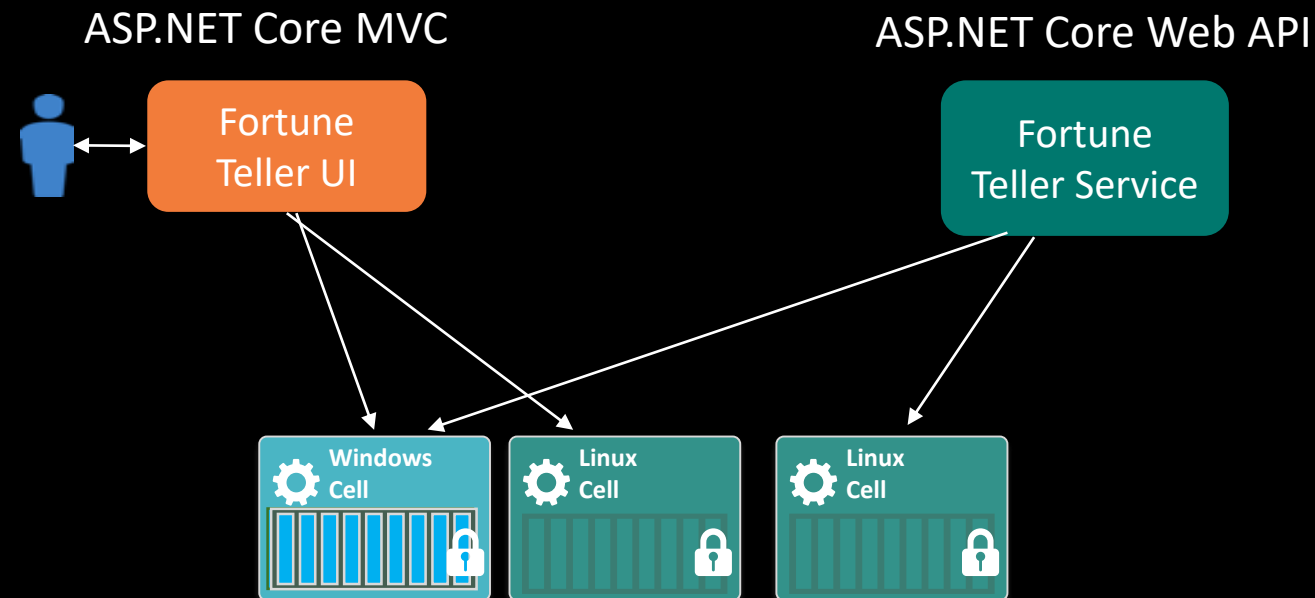 ASP.NET Core MVC
ASP.NET Core Web API
Fortune
Teller UI
Fortune
Teller Service
Windows
Cell
Linux
Cell
Linux
Cell